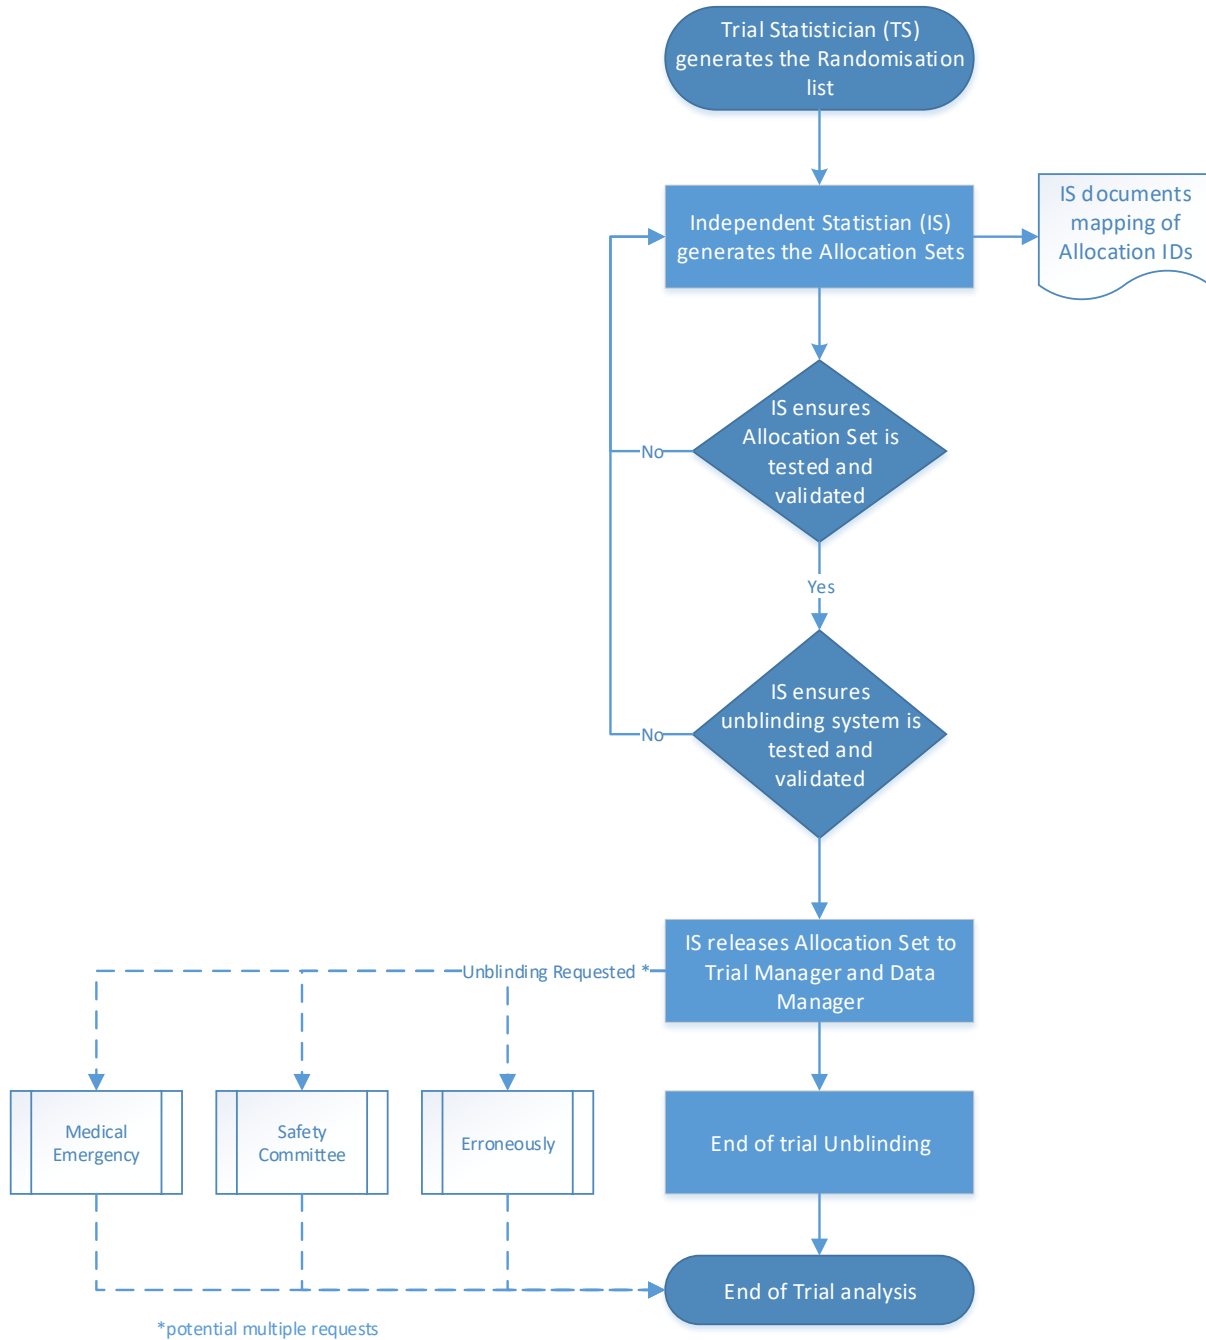 Trial Statistician (TS)
generates the Randomisation
list
Independent Statistian (IS)
generates the Allocation Sets
IS documents
mapping of
Allocation IDs
IS ensures
Allocation Set is
tested and
validated
No
Yes
IS ensures
unblinding system is
tested and
validated
No
IS releases Allocation Set to
Trial Manager and Data
Manager
Unblinding Requested *
Medical
Emergency
Safety
Committee
Erroneously
End of trial Unblinding
End of Trial analysis
*potential multiple requests